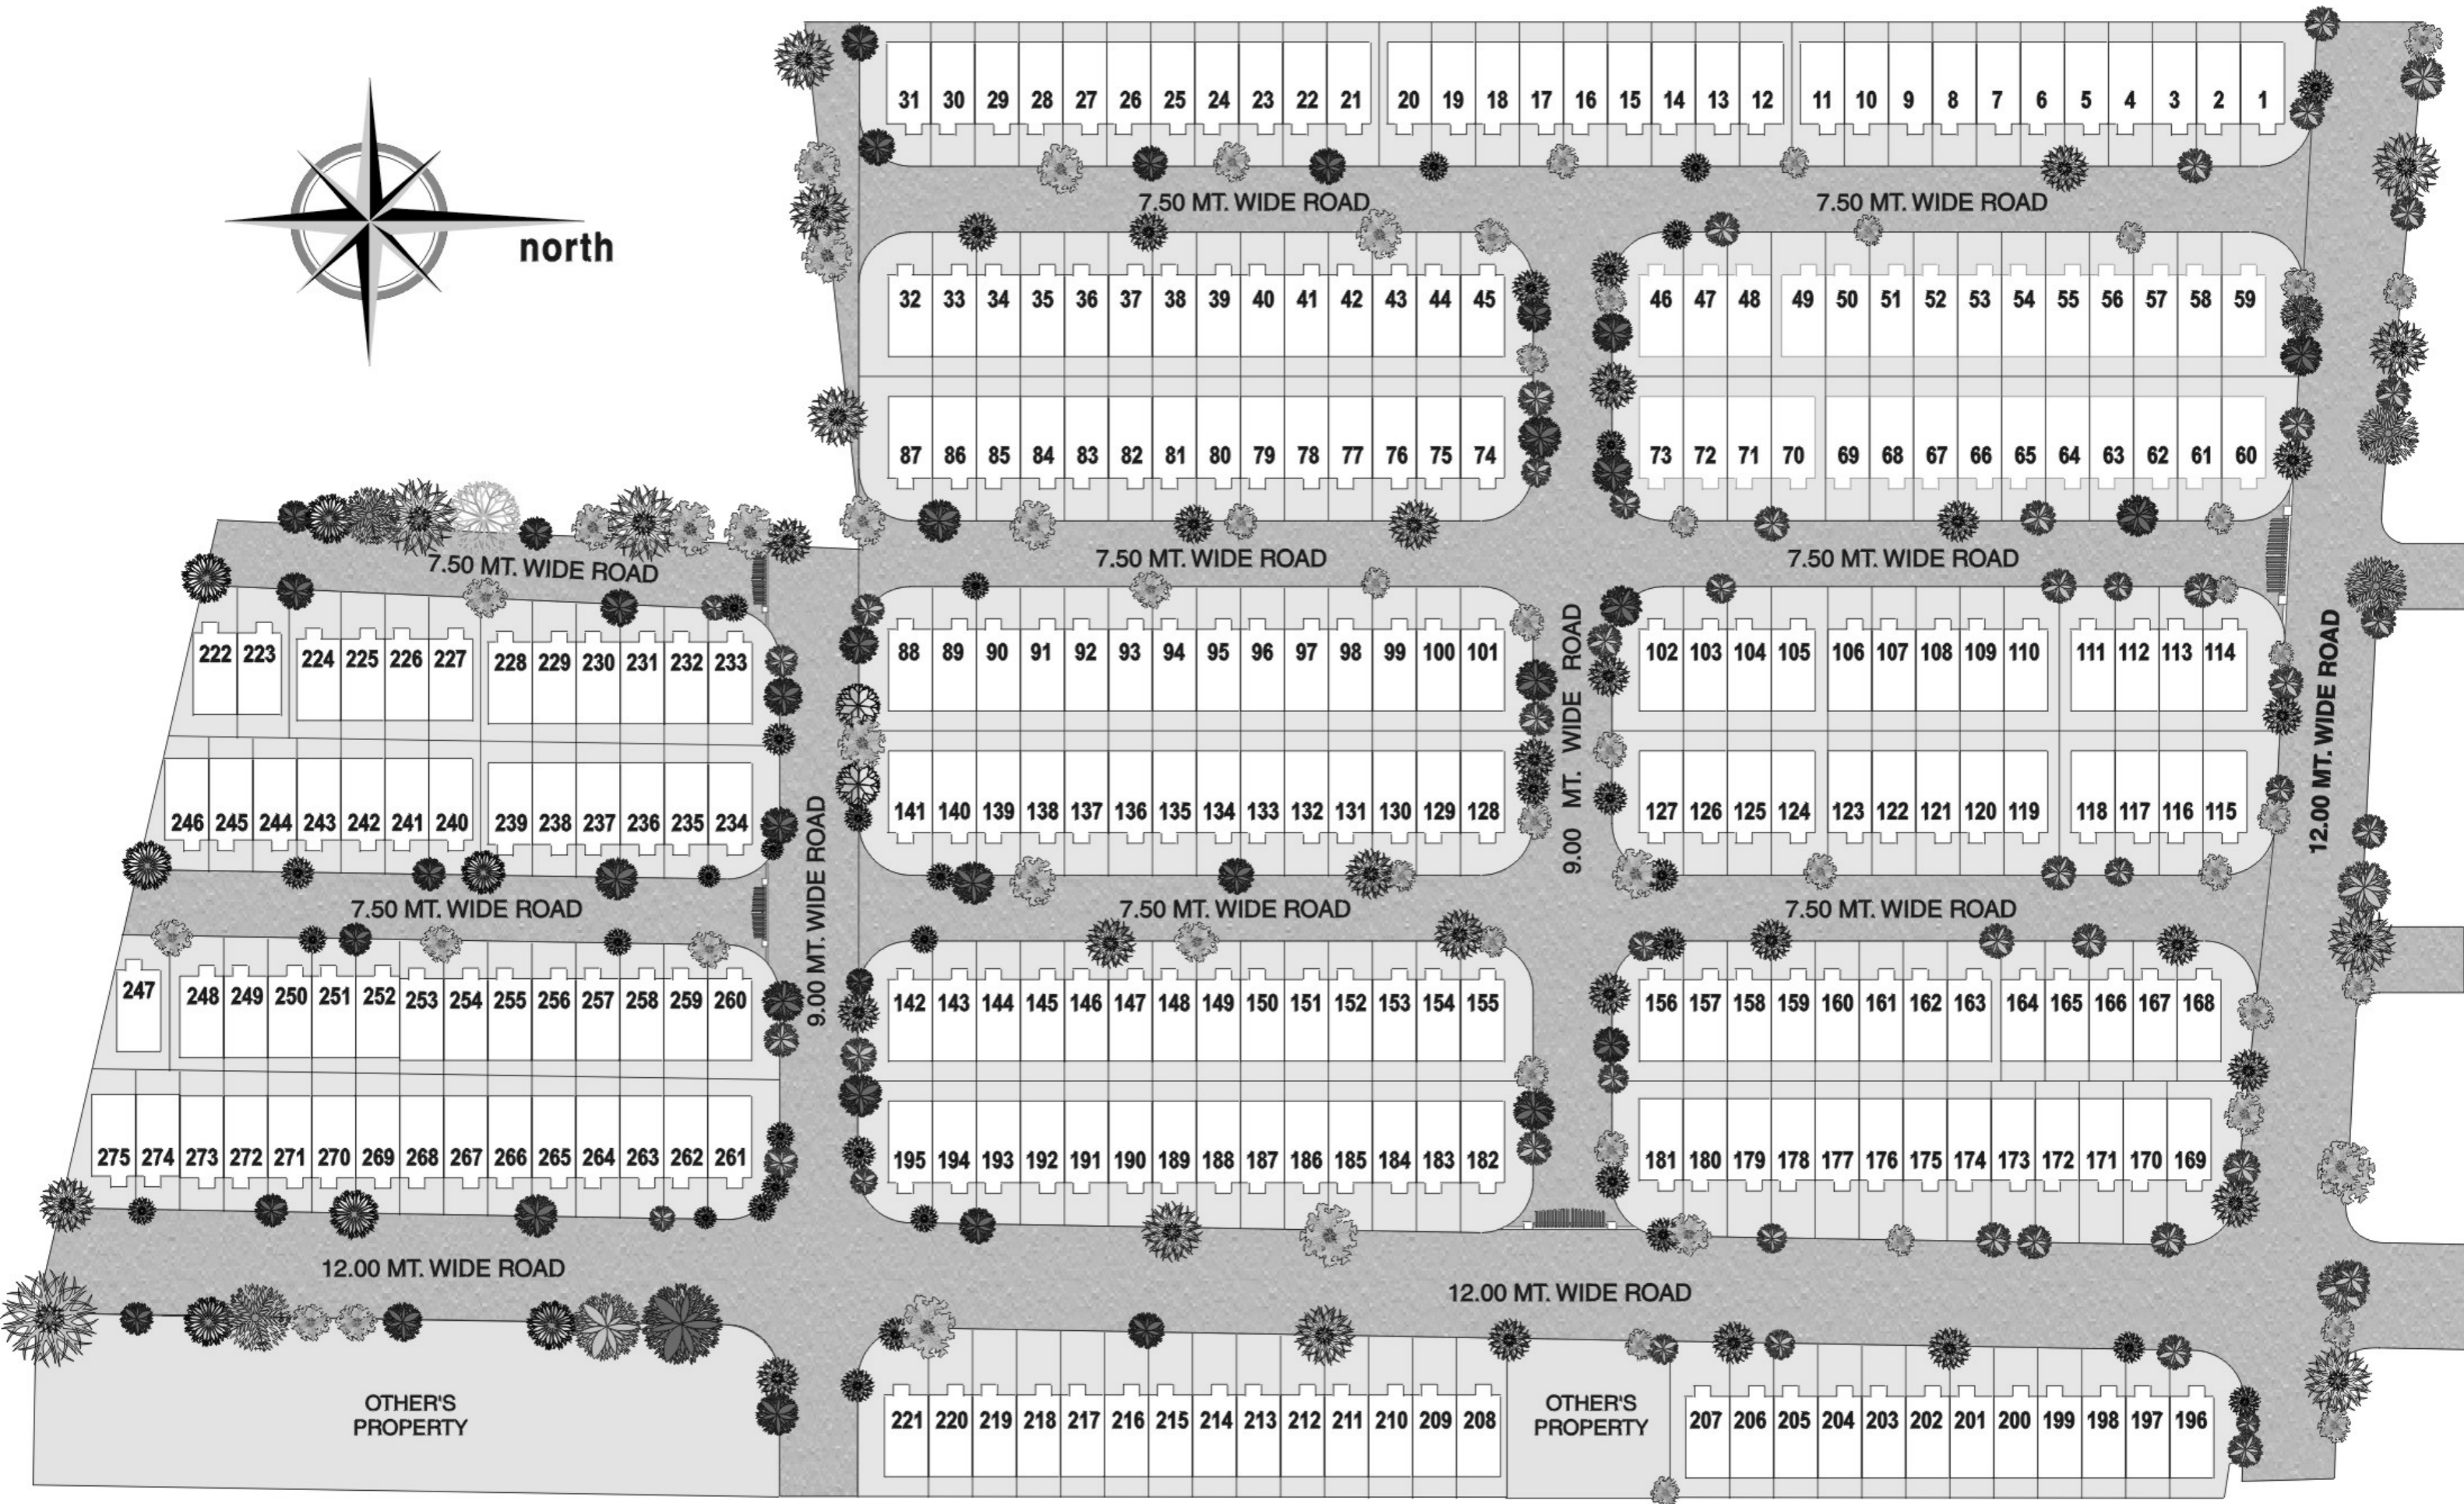 31 30 29 28 27 26 25 24 23 22 21 20 19 18 17 16 15 14 13 12 11 10 9 8 7 6 5 4 3 2 1
7.50 MT. WIDE ROAD 7.50 MT. WIDE ROAD
north
32 33 34 35 36 37 38 39 40 41 42 43 44 45 46 47 48 49 50 51 52 53 54 55 56 57 58 59
87 86 85 84 83 82 81 80 79 78 77 76 75 74 73 72 71 70 69 68 67 66 65 64 63 62 61 60
7.50 MT. WIDE ROAD 7.50 MT. WIDE ROAD 7.50 MT. WIDE ROAD
222 223 224 225 226 227 228 229 230 231 232 233 88 89 90 91 92 93 94 95 96 97 98 99 100 101 102 103 104 105 106 107 108 109 110 111 112 113 114
9.00 MT. WIDE ROAD
12.00 MT. WIDE ROAD
246 245 244 243 242 241 240 239 238 237 236 235 234 141 140 139 138 137 136 135 134 133 132 131 130 129 128 127 126 125 124 123 122 121 120 119 118 117 116 115
9.00 MT. WIDE ROAD
7.50 MT. WIDE ROAD 7.50 MT. WIDE ROAD 7.50 MT. WIDE ROAD
247 248 249 250 251 252 253 254 255 256 257 258 259 260 142 143 144 145 146 147 148 149 150 151 152 153 154 155 156 157 158 159 160 161 162 163 164 165 166 167 168
275 274 273 272 271 270 269 268 267 266 265 264 263 262 261 195 194 193 192 191 190 189 188 187 186 185 184 183 182 181 180 179 178 177 176 175 174 173 172 171 170 169
12.00 MT. WIDE ROAD
12.00 MT. WIDE ROAD
OTHER'S
PROPERTY
221 220 219 218 217 216 215 214 213 212 211 210 209 208
OTHER'S
PROPERTY
207 206 205 204 203 202 201 200 199 198 197 196